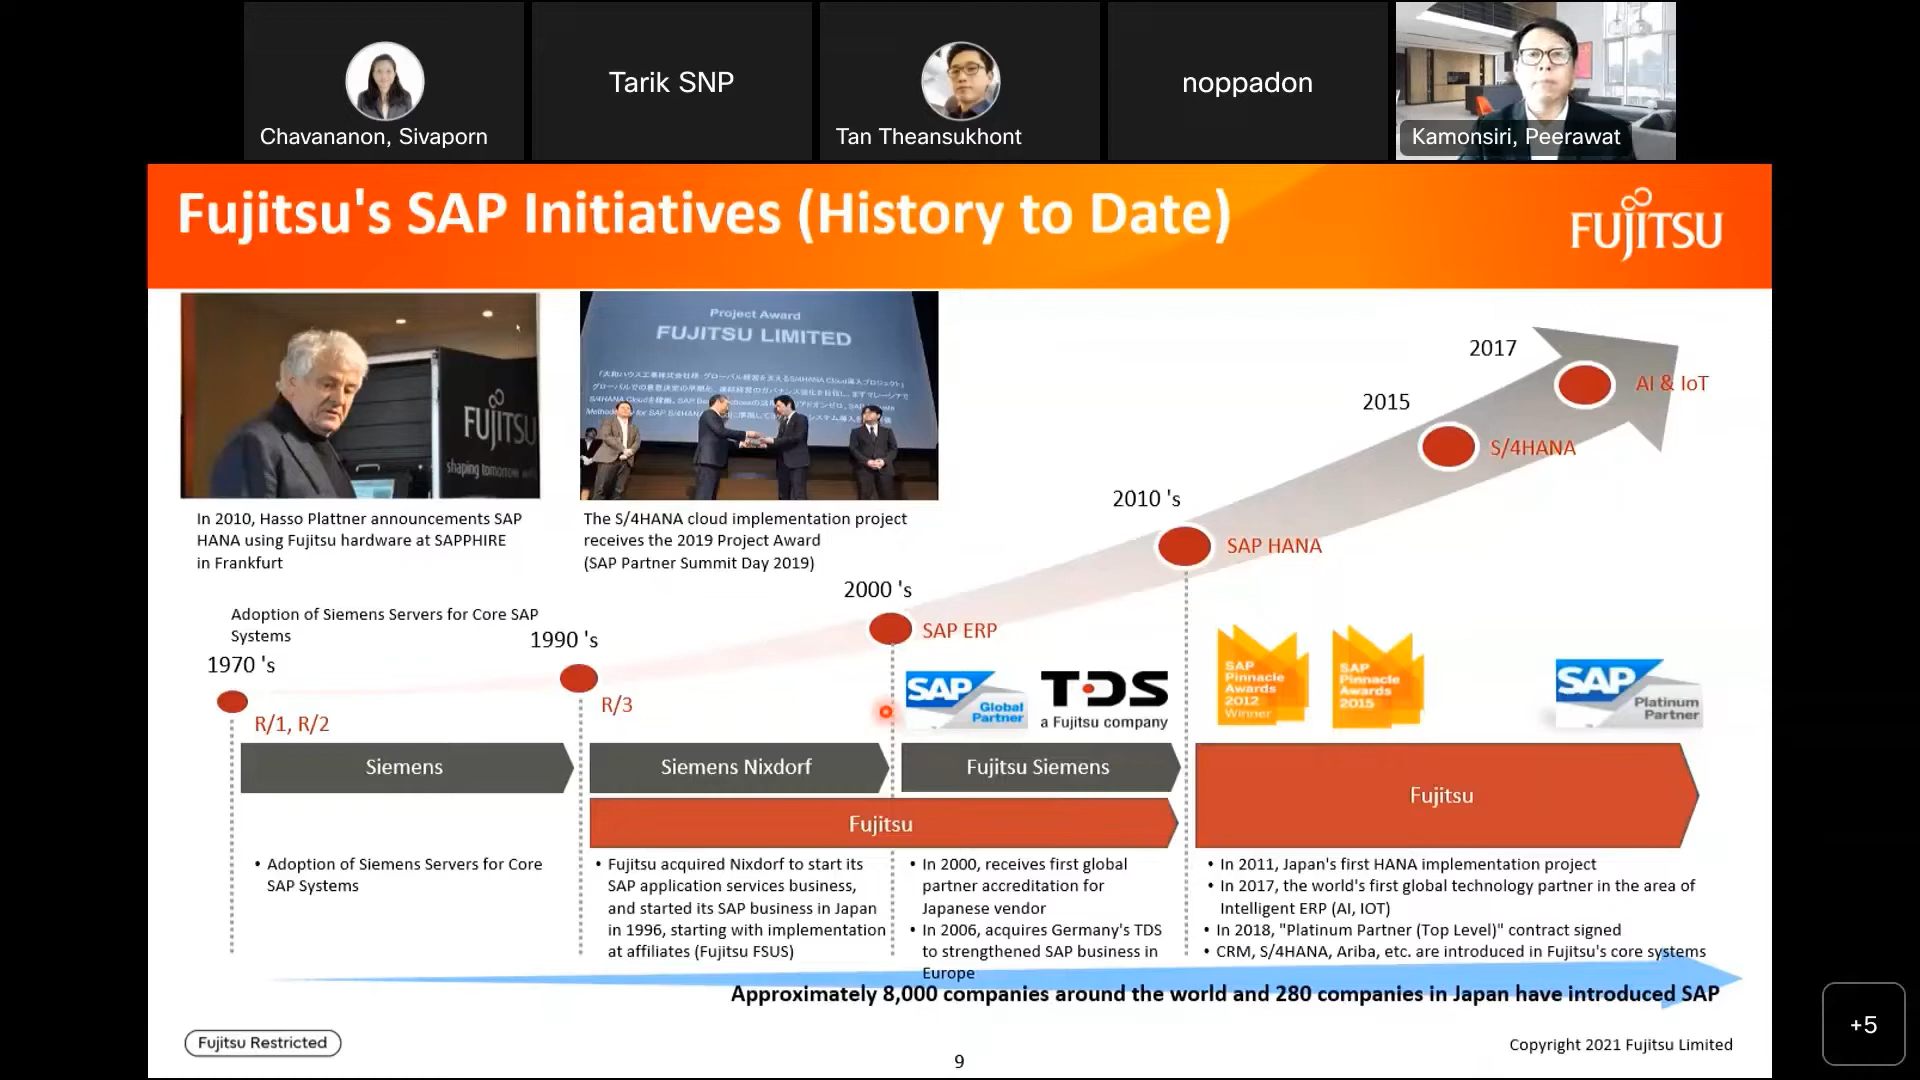 Chavananon, Sivaporn
Tarik SNP
Tan Theansukhont
noppadon
Kamonsiri, Peerawat
Fujitsu's SAP Initiatives (History to Date)
FUJITSU
Project Award
FUJITSU LIMITED
FUJITSU
shaping tomorrow
In 2010, Hasso Plattner announcements SAP
HANA using Fujitsu hardware at SAPPHIRE
in Frankfurt
The S/4HANA cloud implementation project
receives the 2019 Project Award
(SAP Partner Summit Day 2019)
2017
AI & IoT
2015
S/4HANA
2010 's
SAP HANA
2000 's
SAP ERP
Adoption of Siemens Servers for Core SAP
Systems
1990 's
1970 's
R/3
R/1, R/2
SAP
Global
Partner
TDS
a Fujitsu company
SAP
Pinnacle
Awards
2012
Winner
SAP
Pinnacle
Awards
2015
SAP
Platinum
Partner
Siemens
Siemens Nixdorf
Fujitsu Siemens
Fujitsu
Fujitsu
• Adoption of Siemens Servers for Core
SAP Systems
• Fujitsu acquired Nixdorf to start its
SAP application services business,
and started its SAP business in Japan
in 1996, starting with implementation
at affiliates (Fujitsu FSUS)
• In 2000, receives first global
partner accreditation for
Japanese vendor
• In 2006, acquires Germany's TDS
to strengthened SAP business in
Europe
• In 2011, Japan's first HANA implementation project
• In 2017, the world's first global technology partner in the area of
Intelligent ERP (AI, IOT)
• In 2018, "Platinum Partner (Top Level)" contract signed
• CRM, S/4HANA, Ariba, etc. are introduced in Fujitsu's core systems
Approximately 8,000 companies around the world and 280 companies in Japan have introduced SAP
Fujitsu Restricted
9
Copyright 2021 Fujitsu Limited
+5